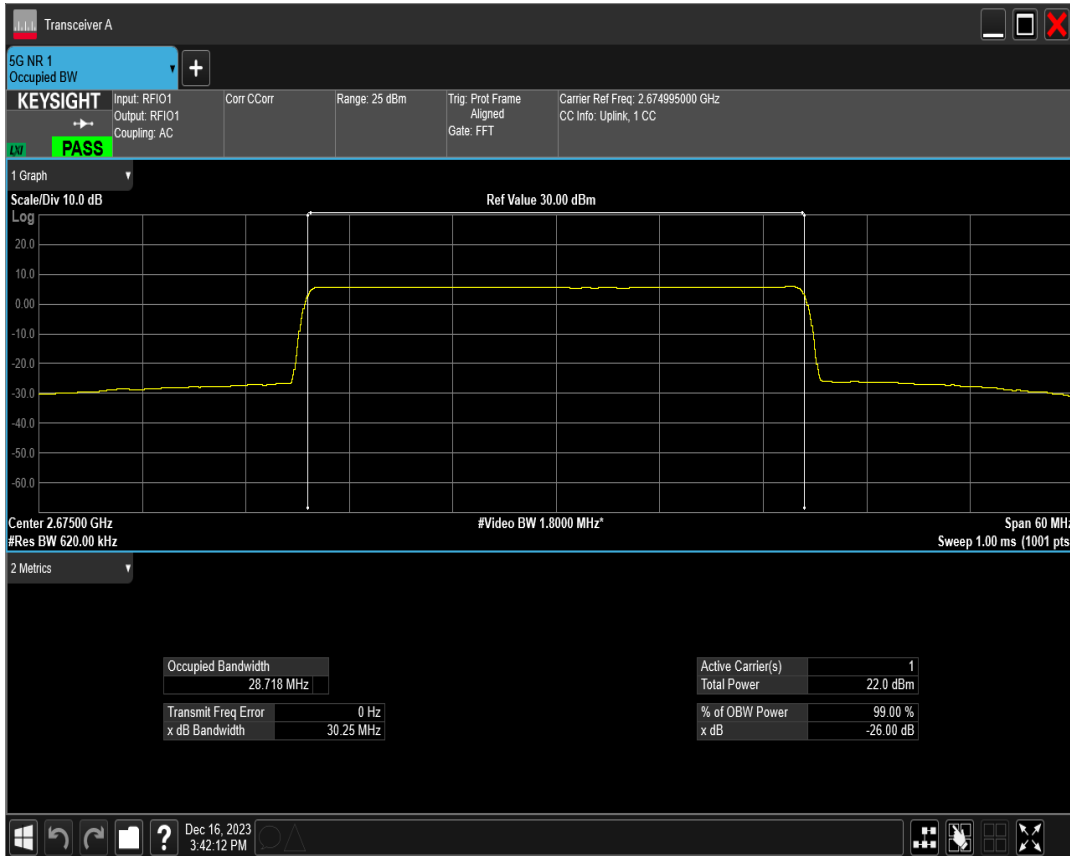 Transceiver A
5G NR 1
Occupied BW
+
KEYSIGHT
LXI
PASS
Input: RFIO1
Output: RFIO1
Coupling: AC
Corr CCorr
Range: 25 dBm
Trig: Prot Frame
Aligned
Gate: FFT
Carrier Ref Freq: 2.674995000 GHz
CC Info: Uplink, 1 CC
1 Graph
Scale/Div 10.0 dB
Ref Value 30.00 dBm
Log
20.0
10.0
0.00
-10.0
-20.0
-30.0
-40.0
-50.0
-60.0
Center 2.67500 GHz
#Video BW 1.8000 MHz*
Span 60 MHz
#Res BW 620.00 kHz
Sweep 1.00 ms (1001 pts
2 Metrics
Occupied Bandwidth
28.718 MHz
Transmit Freq Error 0 Hz
x dB Bandwidth 30.25 MHz
Active Carrier(s) 1
Total Power 22.0 dBm
% of OBW Power 99.00 %
x dB -26.00 dB
?
Dec 16, 2023
3:42:12 PM